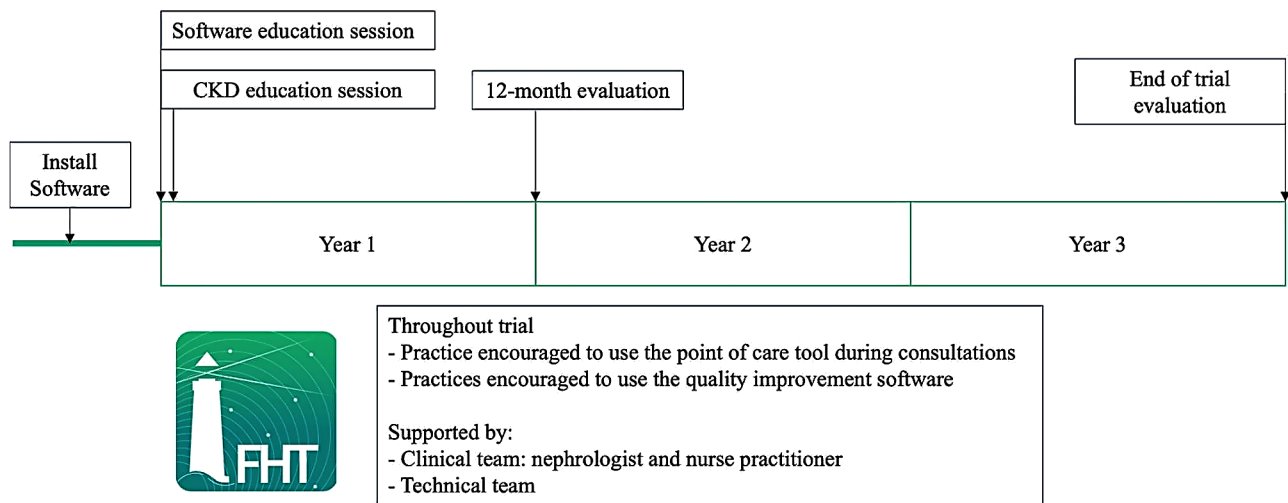 Software education session
CKD education session
12-month evaluation
End of trial
evaluation
Install
Software
Year 1
Year 2
Year 3
FHT
Throughout trial
- Practice encouraged to use the point of care tool during consultations
- Practices encouraged to use the quality improvement software
Supported by:
- Clinical team: nephrologist and nurse practitioner
- Technical team